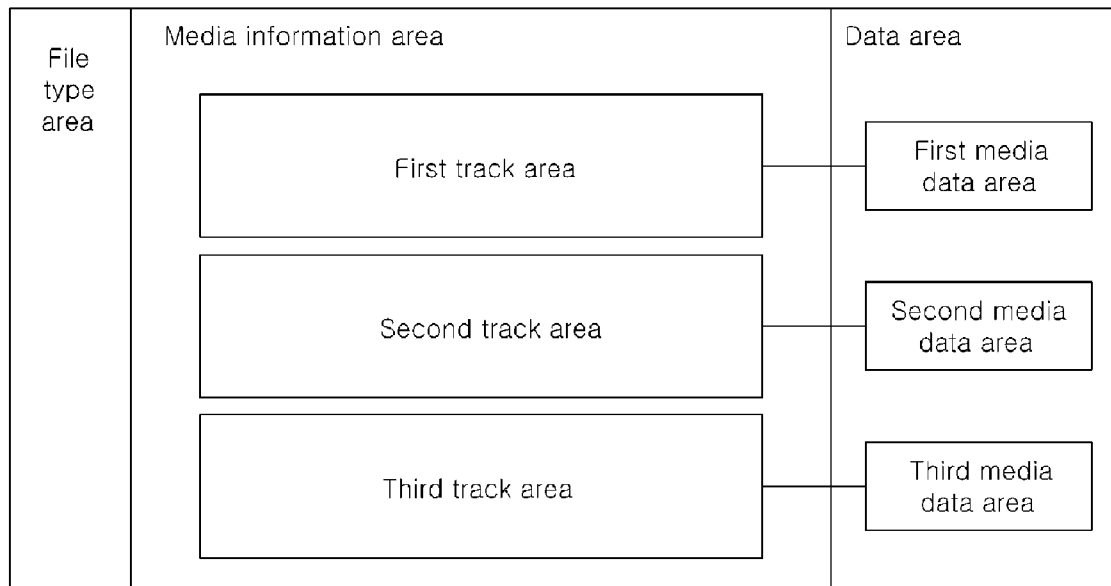 File
type
area
Media information area
First track area
Second track area
Third track area
Data area
First media
data area
Second media
data area
Third media
data area